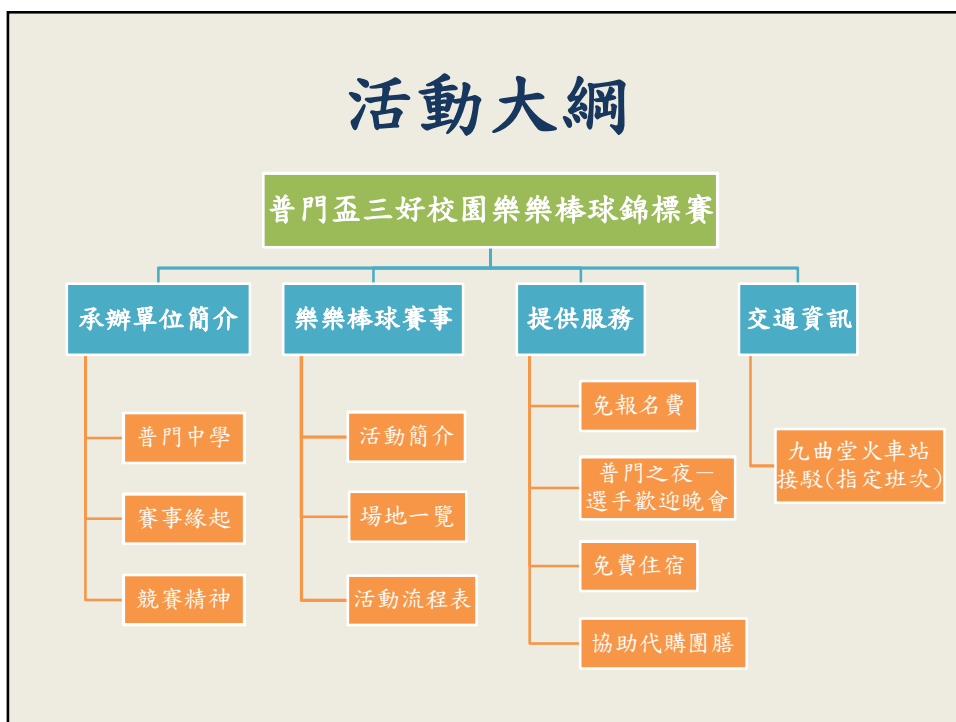 活動大綱
普門盃三好校園樂樂棒球錦標賽
承辦單位簡介
普門中學
賽事緣起
競賽精神
樂樂棒球賽事
活動簡介
場地一覽
活動流程表
提供服務
免報名費
普門之夜－
選手歡迎晚會
免費住宿
協助代購團膳
交通資訊
九曲堂火車站
接駁(指定班次)